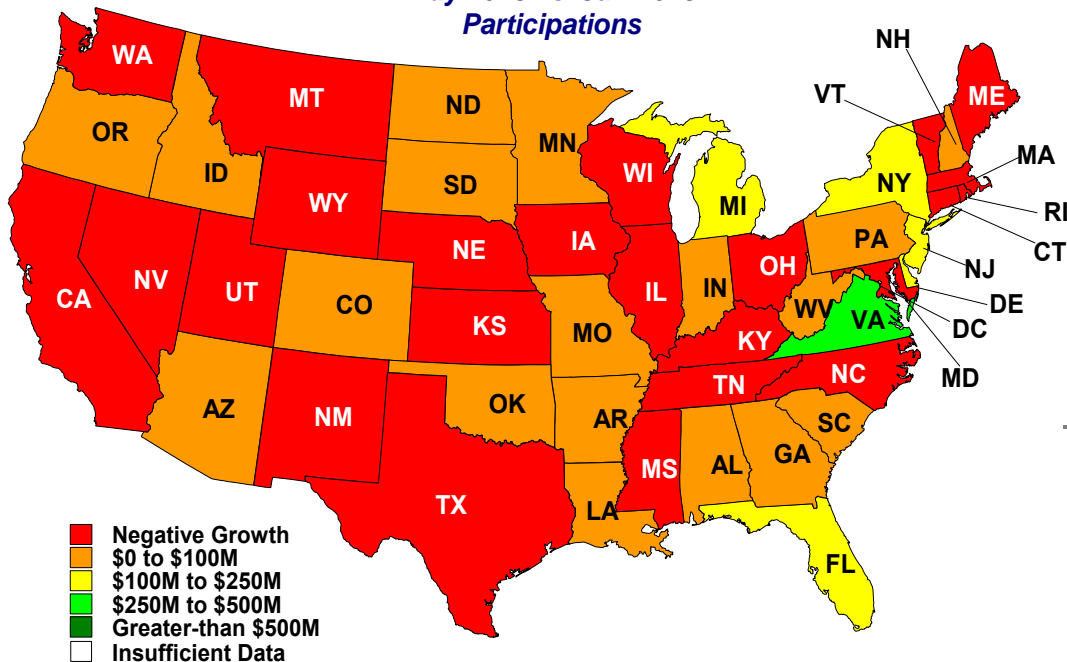 Participations
NH
WA
VT
ME
MT
ND
MN
OR
MA
ID
SD
WI
NY
WY
MI
RI
IA
PA
CT
NE
OH
NJ
NV
UT
IL
IN
CA
CO
WV
DE
KS
MO
VA
DC
KY
MD
NC
TN
AZ
OK
AR
NM
SC
GA
MS
AL
TX
LA
FL
Negative Growth
$0 to $100M
$100M to $250M
$250M to $500M
Greater-than $500M
Insufficient Data